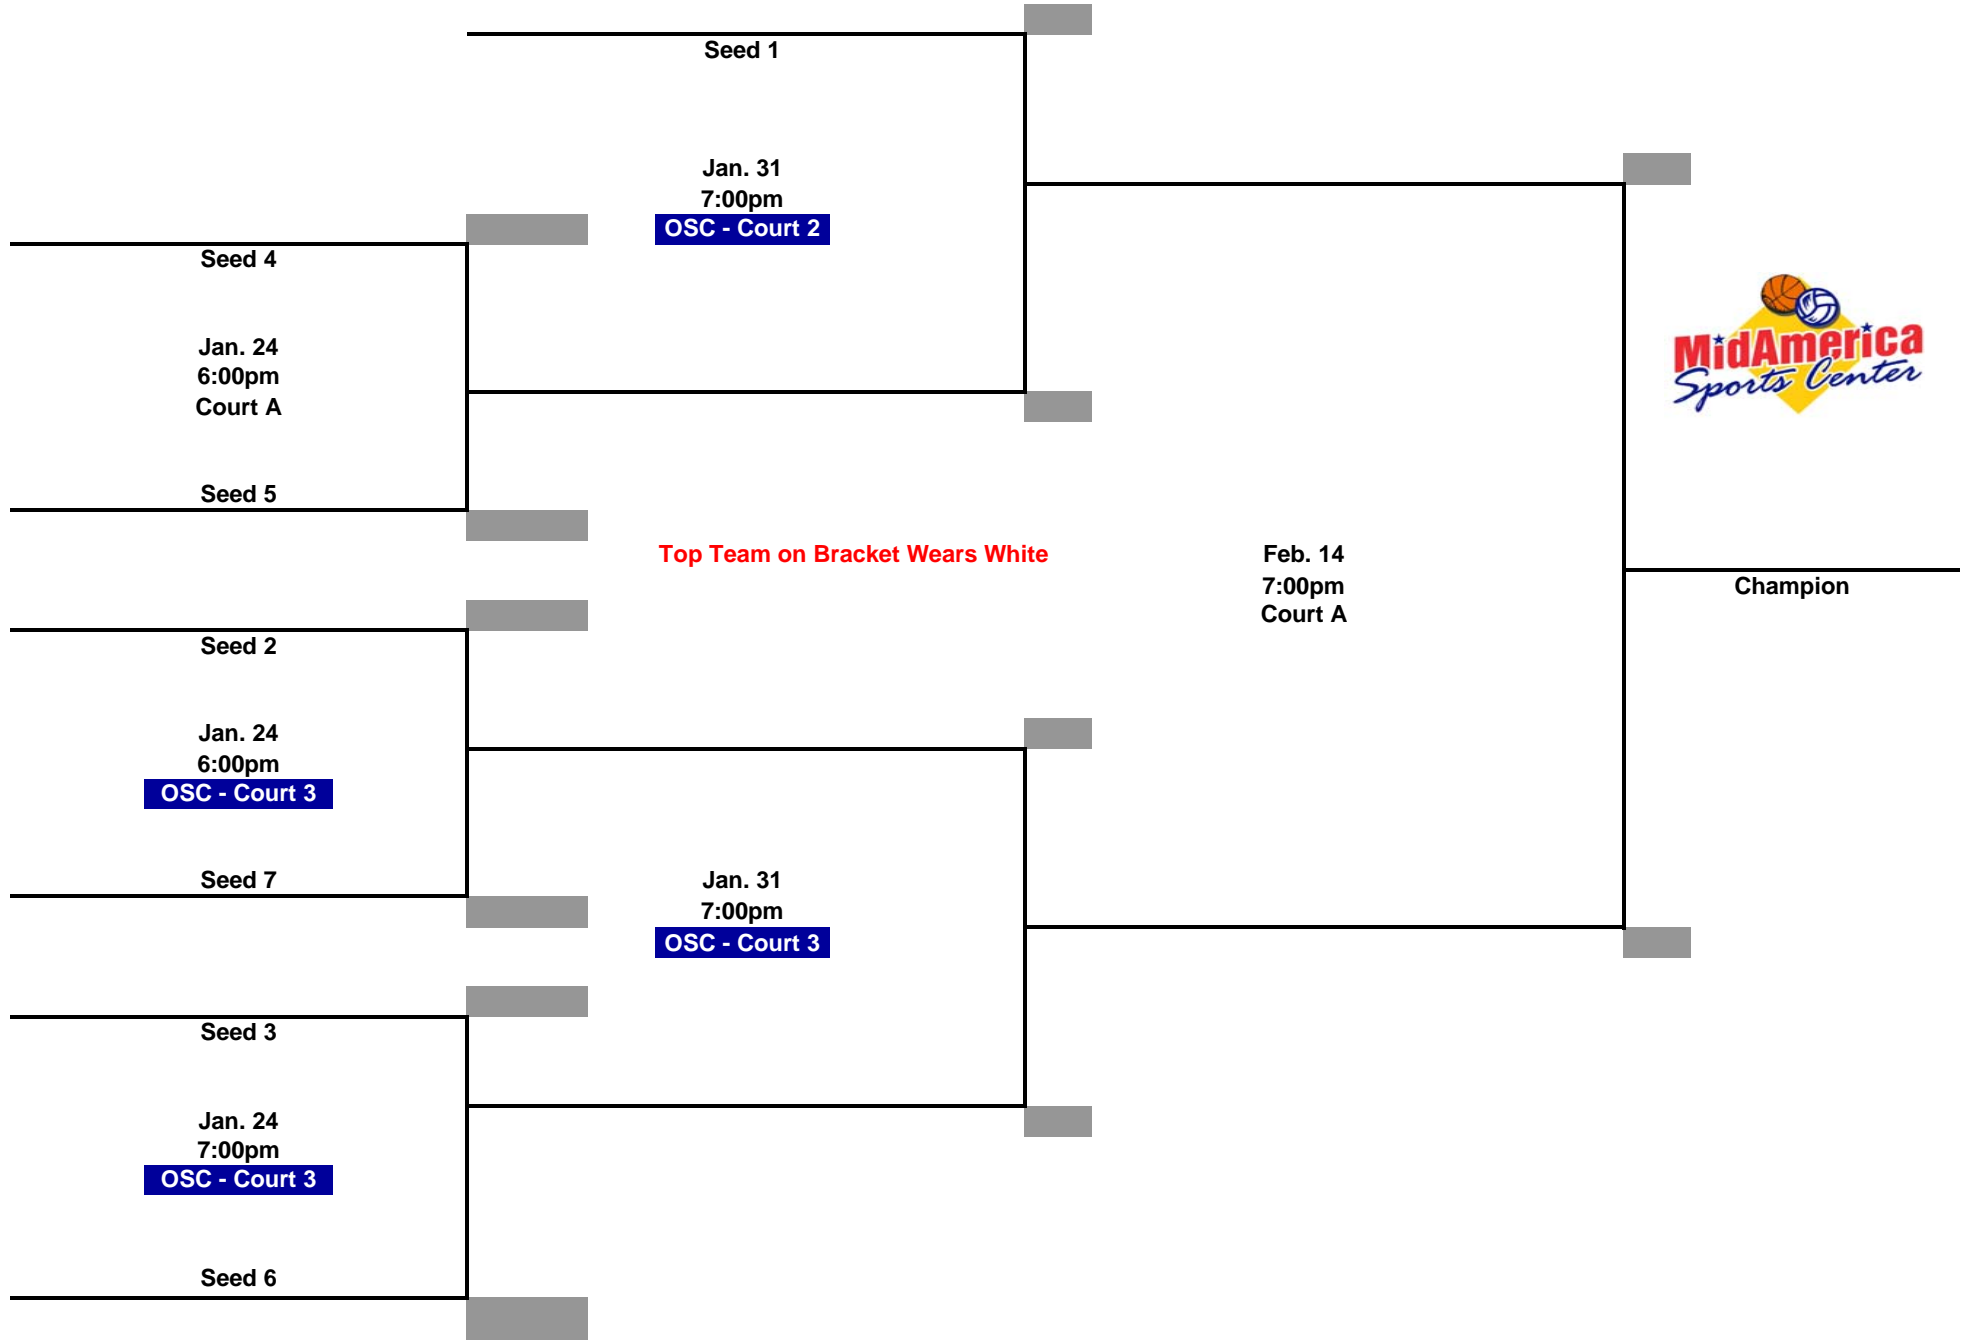 Seed 1
Jan. 31
7:00pm
OSC - Court 2
Seed 4
Jan. 24
6:00pm
Court A
Seed 5
MidAmerica
Sports Center
Top Team on Bracket Wears White
Feb. 14
7:00pm
Court A
Champion
Seed 2
Jan. 24
6:00pm
OSC - Court 3
Seed 7
Jan. 31
7:00pm
OSC - Court 3
Seed 3
Jan. 24
7:00pm
OSC - Court 3
Seed 6